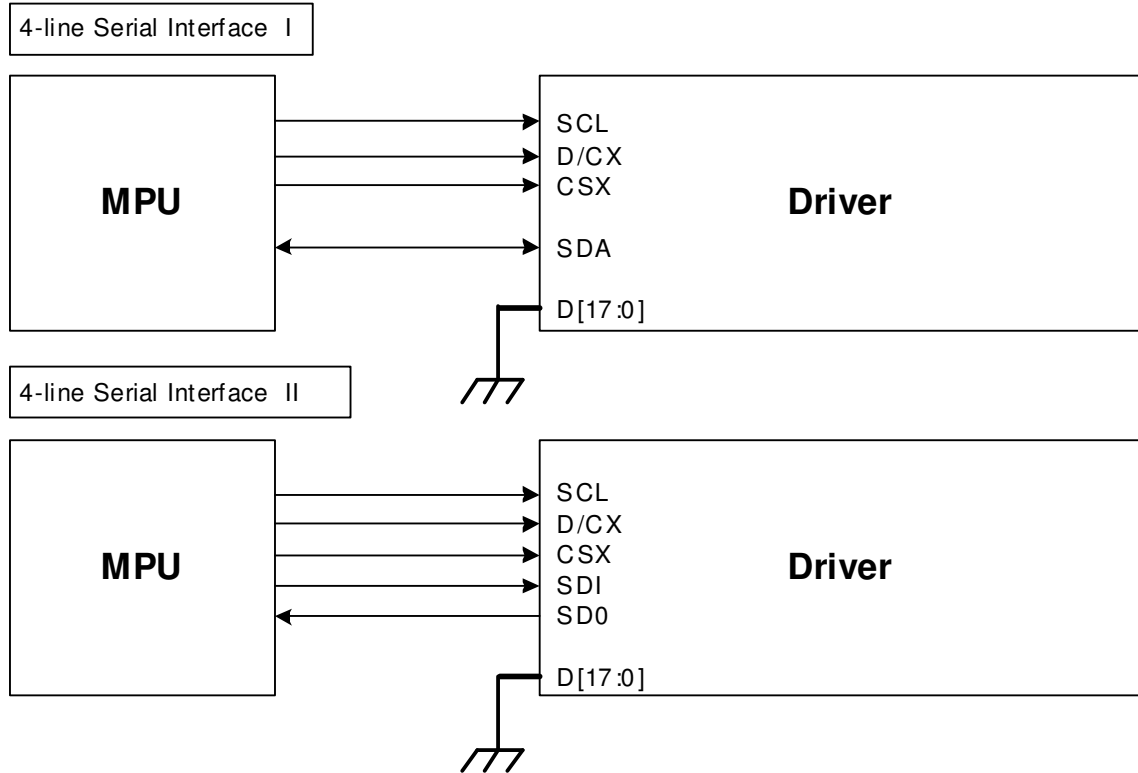 4-line Serial Interface I
MPU
SCL
D/CX
CSX
SDA
D[17:0]
Driver
4-line Serial Interface II
MPU
SCL
D/CX
CSX
SDI
SD0
D[17:0]
Driver